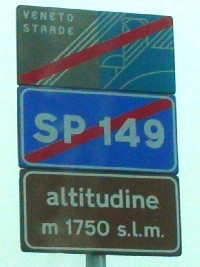 VENETO
STRADE
SP 149
altitudine
m 1750 s.l.m.